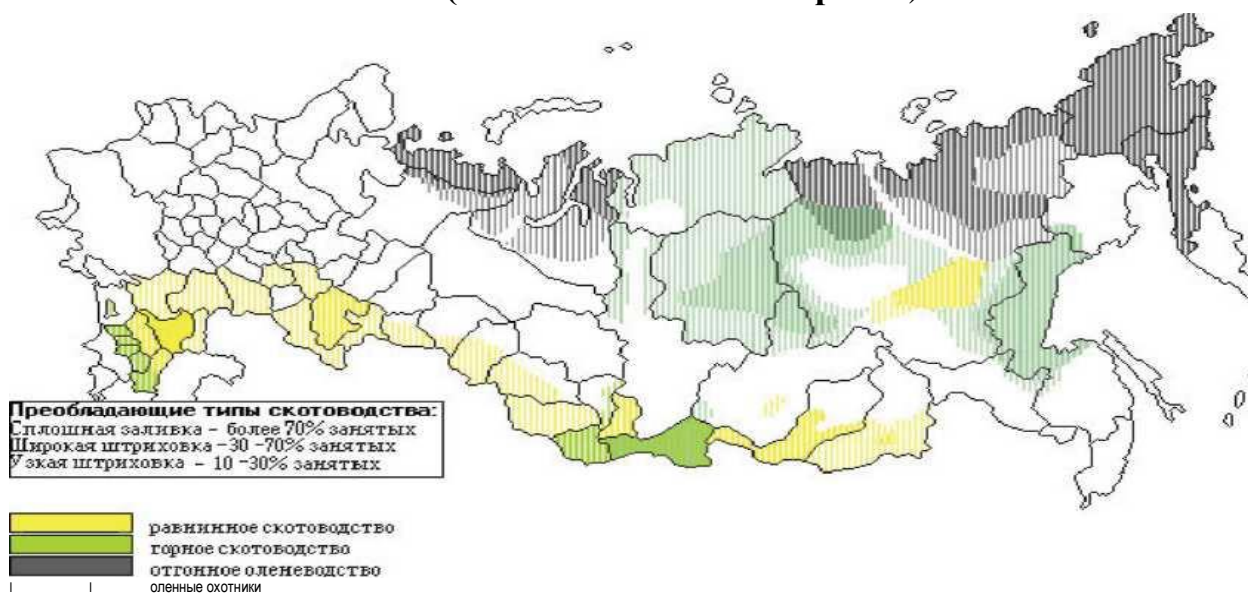 Преобладающие типы скотоводства:
Сплошная заливка – более 70% занятых
Широкая штриховка –30 –70% занятых
Узкая штриховка – 10 –30% занятых
равнинное скотоводство
горное скотоводство
отгонное оленеводство
оленные охотники